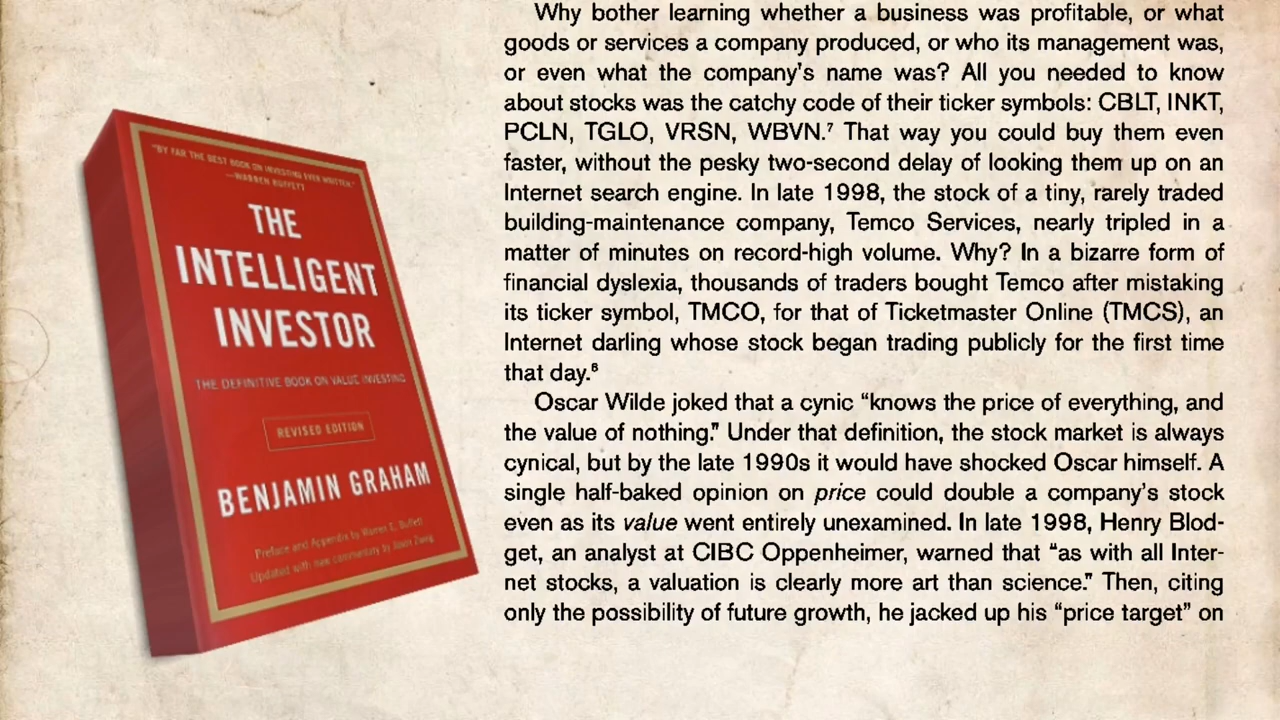 "BY FAR THE BEST BOOK ON INVESTING EVER WRITTEN."
—WARREN BUFFETT
THE
INTELLIGENT
INVESTOR
THE DEFINITIVE BOOK ON VALUE INVESTING
REVISED EDITION
BENJAMIN GRAHAM
Preface and Appendix by Warren E. Buffett
Updated with new commentary by Jason Zweig
Why bother learning whether a business was profitable, or what
goods or services a company produced, or who its management was,
or even what the company's name was? All you needed to know
about stocks was the catchy code of their ticker symbols: CBLT, INKT,
PCLN, TGLO, VRSN, WBVN.⁷ That way you could buy them even
faster, without the pesky two-second delay of looking them up on an
Internet search engine. In late 1998, the stock of a tiny, rarely traded
building-maintenance company, Temco Services, nearly tripled in a
matter of minutes on record-high volume. Why? In a bizarre form of
financial dyslexia, thousands of traders bought Temco after mistaking
its ticker symbol, TMCO, for that of Ticketmaster Online (TMCS), an
Internet darling whose stock began trading publicly for the first time
that day.⁸
Oscar Wilde joked that a cynic “knows the price of everything, and
the value of nothing.” Under that definition, the stock market is always
cynical, but by the late 1990s it would have shocked Oscar himself. A
single half-baked opinion on price could double a company's stock
even as its value went entirely unexamined. In late 1998, Henry Blod-
get, an analyst at CIBC Oppenheimer, warned that “as with all Inter-
net stocks, a valuation is clearly more art than science.” Then, citing
only the possibility of future growth, he jacked up his “price target” on